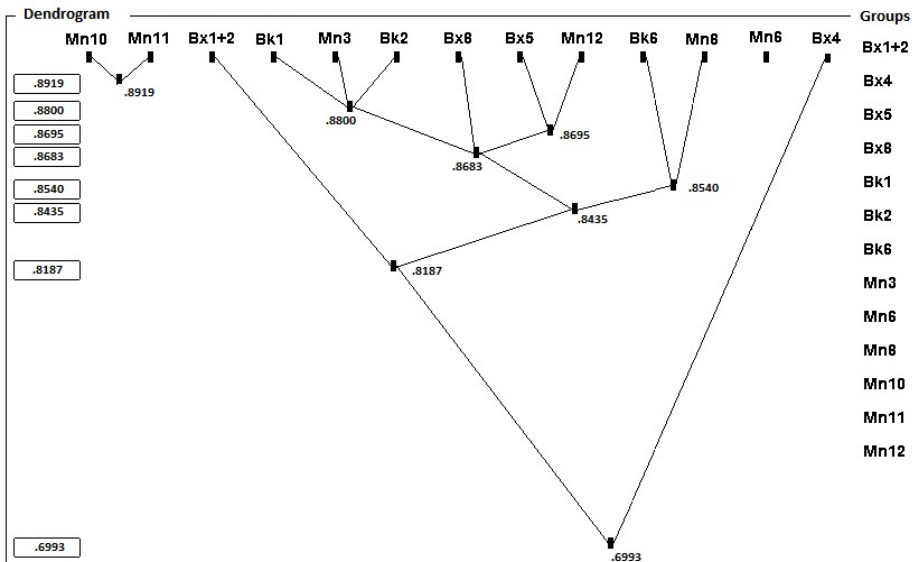 Dendrogram
Groups
Mn10 Mn11 Bx1+2 Bk1 Mn3 Bk2 Bx8 Bx5 Mn12 Bk6 Mn8 Mn6 Bx4
Bx1+2
.8919
.8919
Bx4
.8800
.8800
Bx5
.8695
.8695
.8683
.8683
Bx8
.8540
.8540
Bk1
.8435
.8435
Bk2
Bk6
.8187
.8187
Mn3
Mn6
Mn8
Mn10
Mn11
Mn12
.6993
.6993